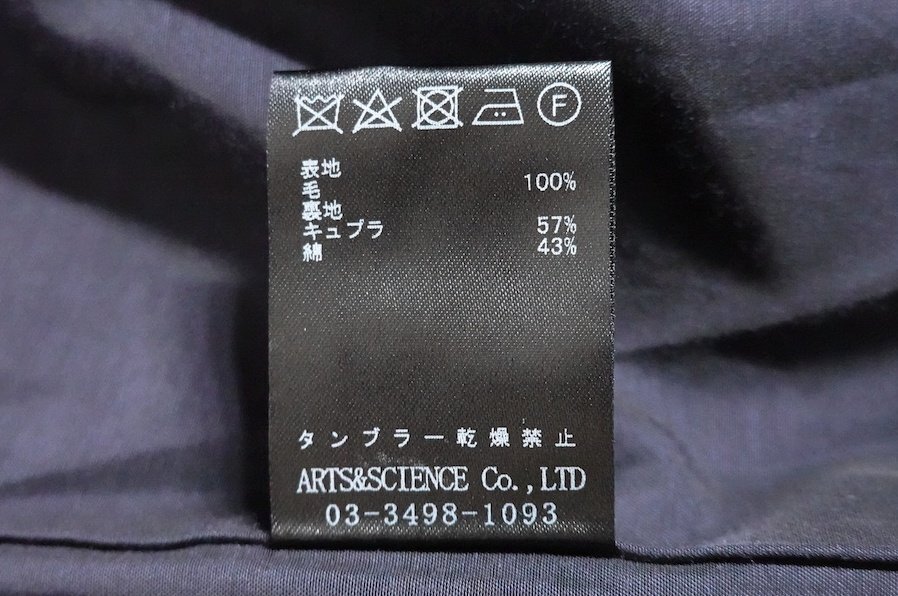 F
表地
毛 100%
裏地
キュプラ 57%
綿 43%
タンブラー乾燥禁止
ARTS&SCIENCE Co.,LTD
03-3498-1093